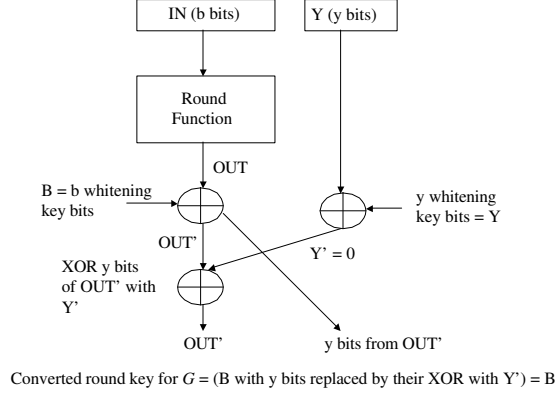 IN (b bits)
Y (y bits)
Round
Function
OUT
B = b whitening
key bits
y whitening
key bits = Y
OUT’
Y’ = 0
XOR y bits
of OUT’ with
Y’
OUT’
y bits from OUT’
Converted round key for G = (B with y bits replaced by their XOR with Y’) = B